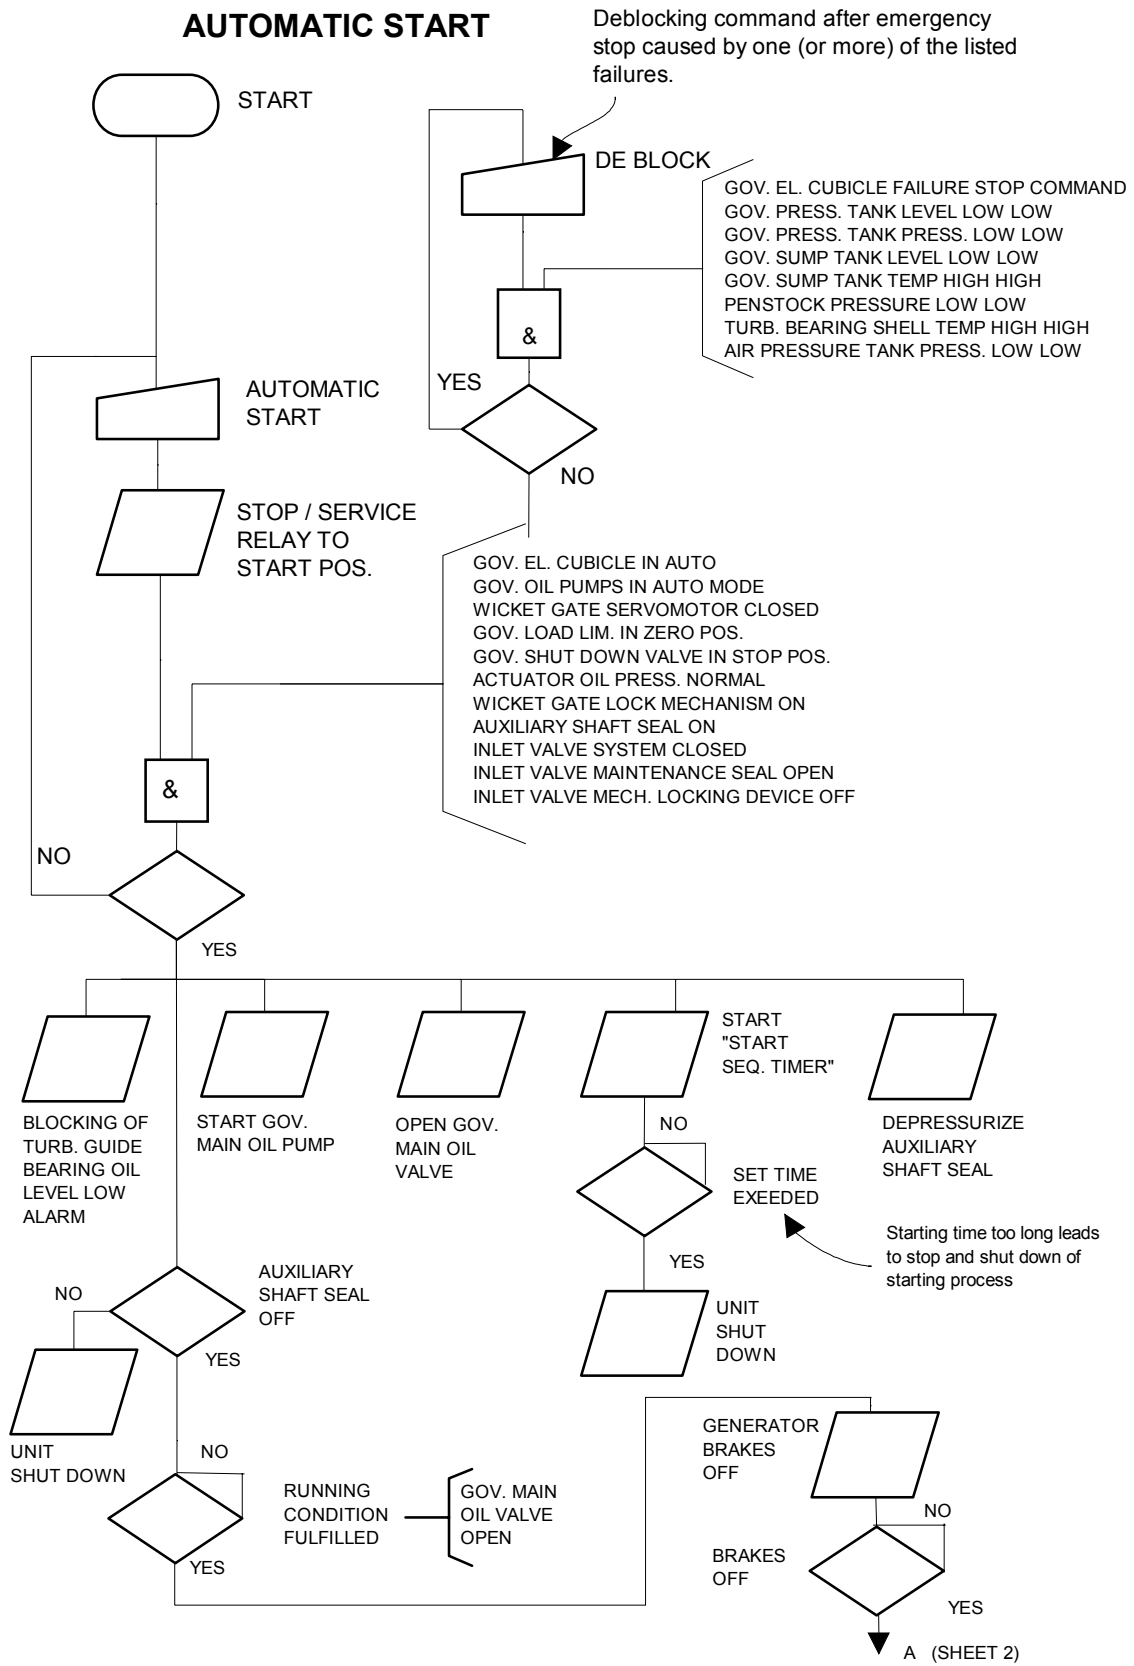 AUTOMATIC START
Deblocking command after emergency
stop caused by one (or more) of the listed
failures.
START
DE BLOCK
GOV. EL. CUBICLE FAILURE STOP COMMAND
GOV. PRESS. TANK LEVEL LOW LOW
GOV. PRESS. TANK PRESS. LOW LOW
GOV. SUMP TANK LEVEL LOW LOW
GOV. SUMP TANK TEMP HIGH HIGH
PENSTOCK PRESSURE LOW LOW
TURB. BEARING SHELL TEMP HIGH HIGH
AIR PRESSURE TANK PRESS. LOW LOW
&
YES
NO
AUTOMATIC
START
STOP / SERVICE
RELAY TO
START POS.
GOV. EL. CUBICLE IN AUTO
GOV. OIL PUMPS IN AUTO MODE
WICKET GATE SERVOMOTOR CLOSED
GOV. LOAD LIM. IN ZERO POS.
GOV. SHUT DOWN VALVE IN STOP POS.
ACTUATOR OIL PRESS. NORMAL
WICKET GATE LOCK MECHANISM ON
AUXILIARY SHAFT SEAL ON
INLET VALVE SYSTEM CLOSED
INLET VALVE MAINTENANCE SEAL OPEN
INLET VALVE MECH. LOCKING DEVICE OFF
&
NO
YES
BLOCKING OF
TURB. GUIDE
BEARING OIL
LEVEL LOW
ALARM
START GOV.
MAIN OIL PUMP
OPEN GOV.
MAIN OIL
VALVE
START
"START
SEQ. TIMER"
NO
SET TIME
EXEEDED
YES
UNIT
SHUT
DOWN
DEPRESSURIZE
AUXILIARY
SHAFT SEAL
Starting time too long leads
to stop and shut down of
starting process
AUXILIARY
SHAFT SEAL
OFF
NO
YES
UNIT
SHUT DOWN
NO
RUNNING
CONDITION
FULFILLED
GOV. MAIN
OIL VALVE
OPEN
YES
GENERATOR
BRAKES
OFF
NO
BRAKES
OFF
YES
A (SHEET 2)